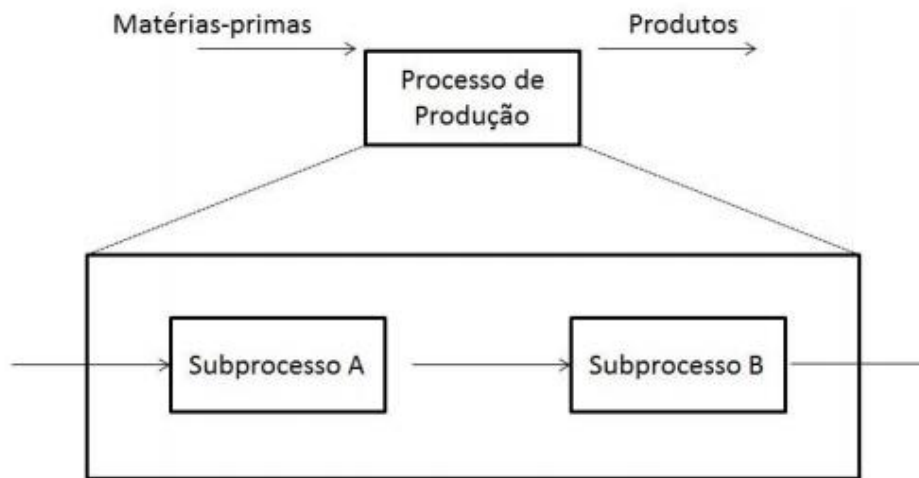 Matérias-primas
Produtos
Processo de
Produção
Subprocesso A
Subprocesso B